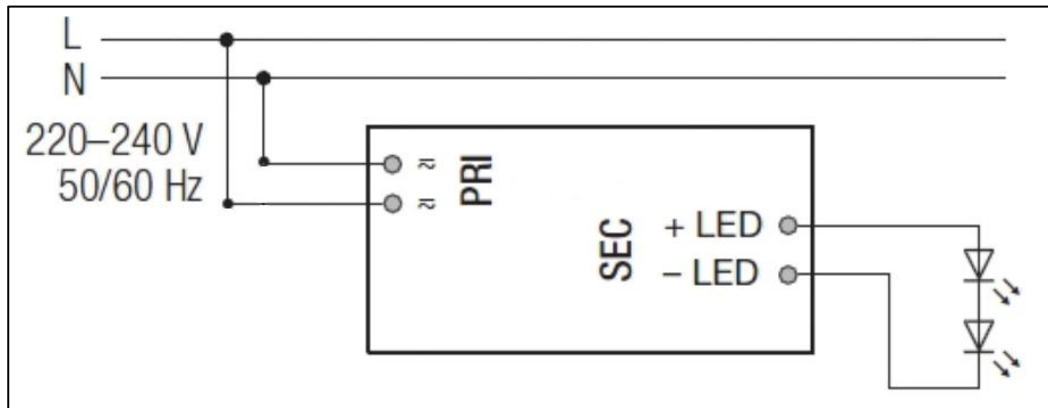 L
N
220–240 V
50/60 Hz
≂ PRI
≂
SEC
+ LED
– LED